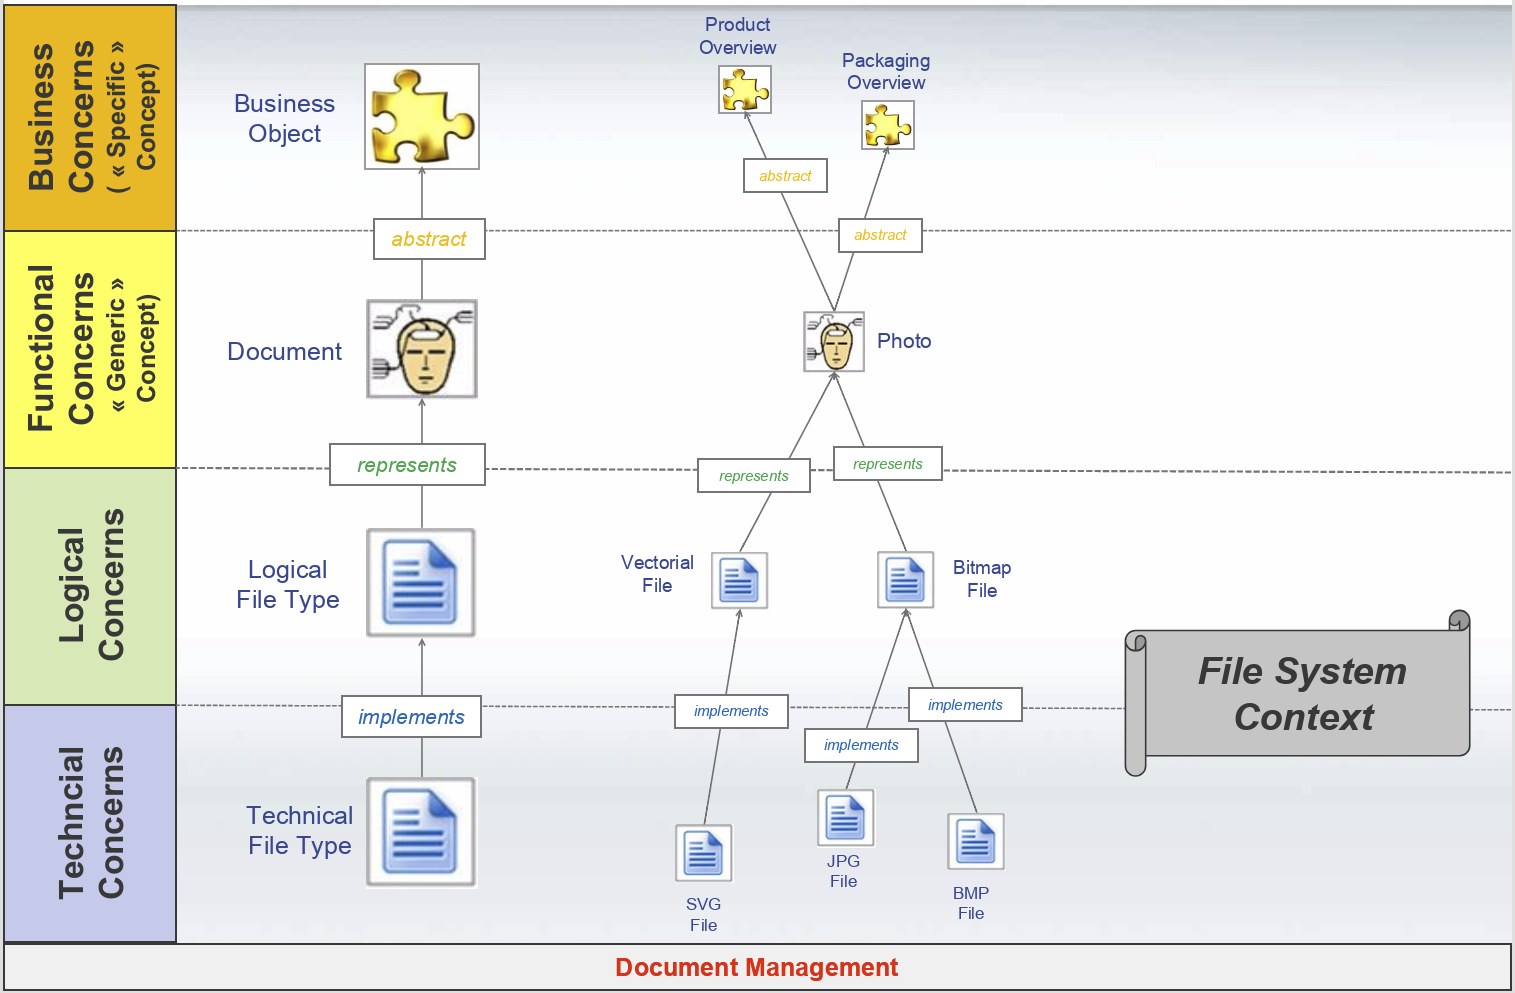 Business
Concerns
( « Specific »
Concept)
Functional
Concerns
« Generic »
Concept)
Logical
Concerns
Techncial
Concerns
Business
Object
abstract
Document
represents
Logical
File Type
implements
Technical
File Type
Product
Overview
Packaging
Overview
abstract
abstract
Photo
represents
represents
Vectorial
File
Bitmap
File
implements
implements
implements
SVG
File
JPG
File
BMP
File
File System
Context
Document Management